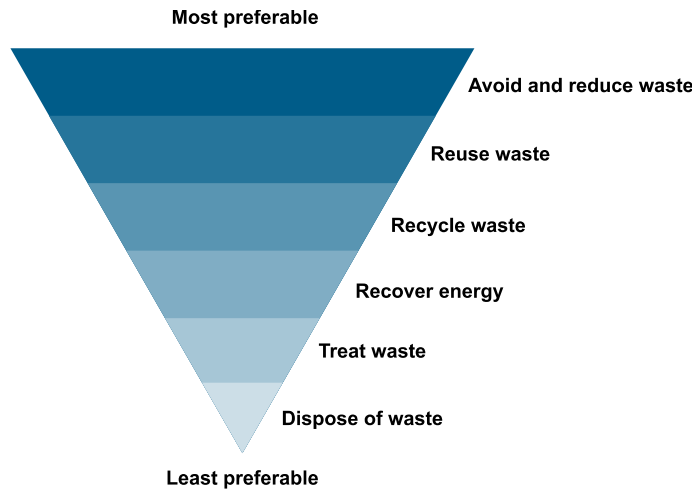 Most preferable
Avoid and reduce waste
Reuse waste
Recycle waste
Recover energy
Treat waste
Dispose of waste
Least preferable